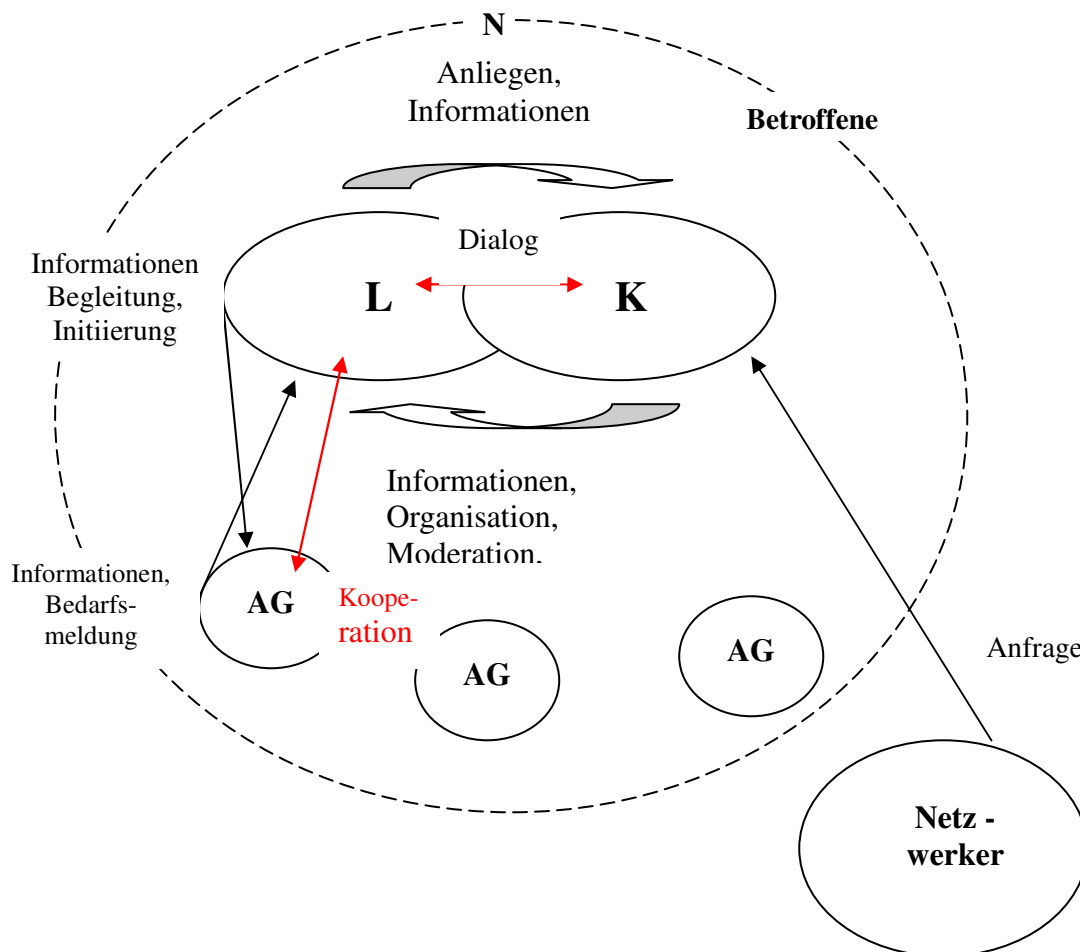 N
Anliegen,
Informationen
Betroffene
Dialog
Informationen
Begleitung,
Initiierung
L
K
Informationen,
Organisation,
Moderation.
Informationen,
Bedarfs-
meldung
AG
Koope-
ration
AG
AG
Anfrage
Netz -
werker